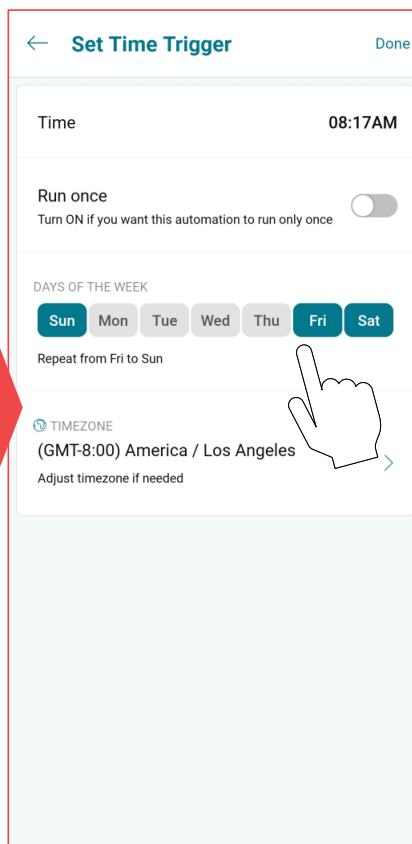 Set Time Trigger Done
Time 08:17AM
Run once
Turn ON if you want this automation to run only once
DAYS OF THE WEEK
Sun Mon Tue Wed Thu Fri Sat
Repeat from Fri to Sun
TIMEZONE
(GMT-8:00) America / Los Angeles
Adjust timezone if needed